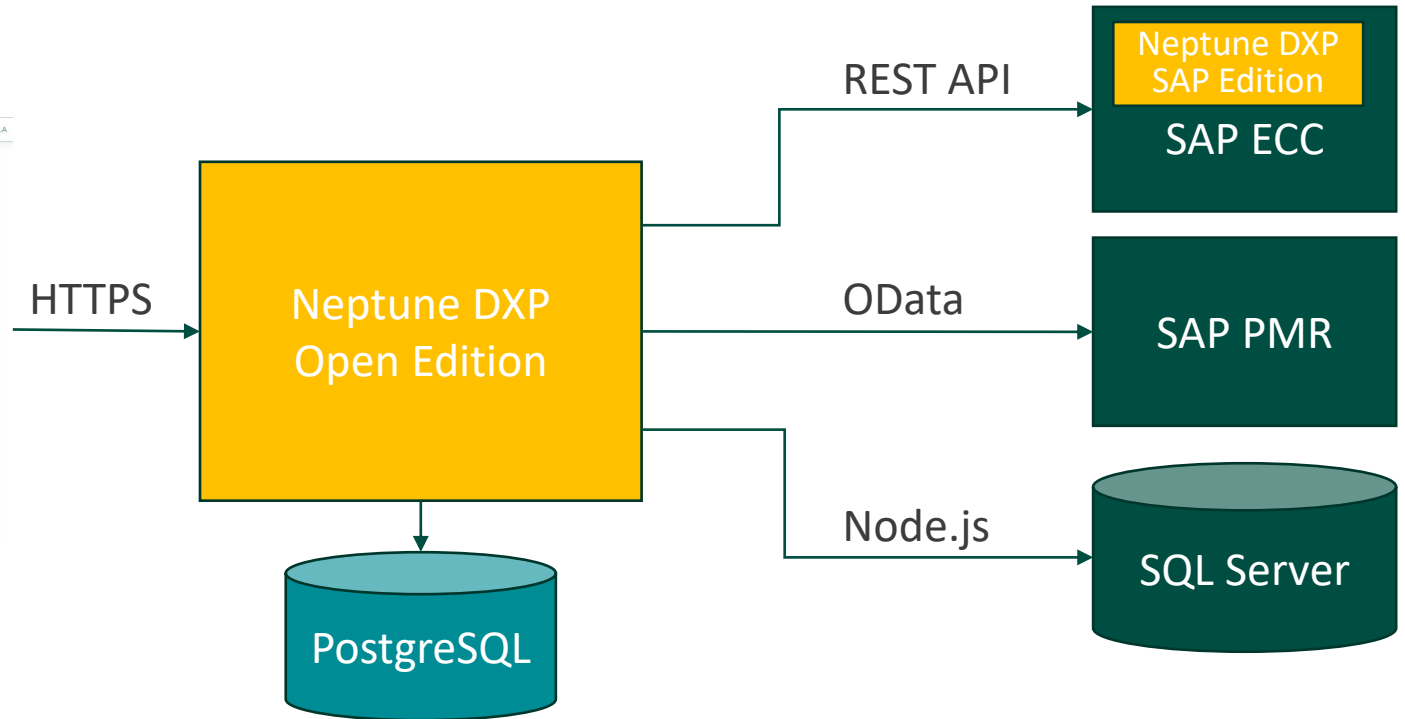 Neptune DXP
SAP Edition
SAP ECC
REST API
HTTPS
Neptune DXP
Open Edition
OData
SAP PMR
Node.js
SQL Server
PostgreSQL